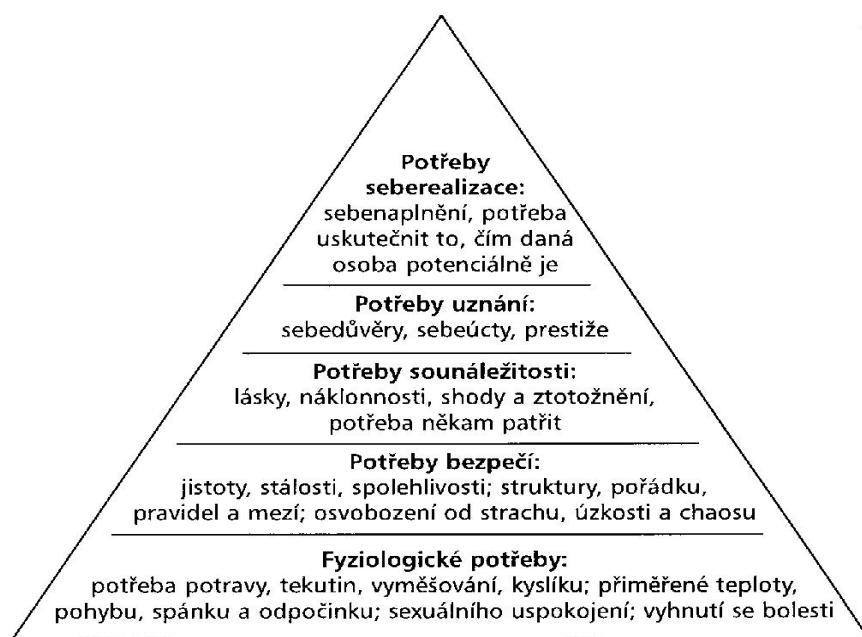 Potřeby
seberealizace:
sebenaplnění, potřeba
uskutečnit to, čím daná
osoba potenciálně je
Potřeby uznání:
sebedůvěry, sebeúcty, prestiže
Potřeby sounáležitosti:
lásky, náklonnosti, shody a ztotožnění,
potřeba někam patřit
Potřeby bezpečí:
jistoty, stálosti, spolehlivosti; struktury, pořádku,
pravidel a mezí; osvobození od strachu, úzkosti a chaosu
Fyziologické potřeby:
potřeba potravy, tekutin, vyměšování, kyslíku; přiměřené teploty,
pohybu, spánku a odpočinku; sexuálního uspokojení; vyhnutí se bolesti